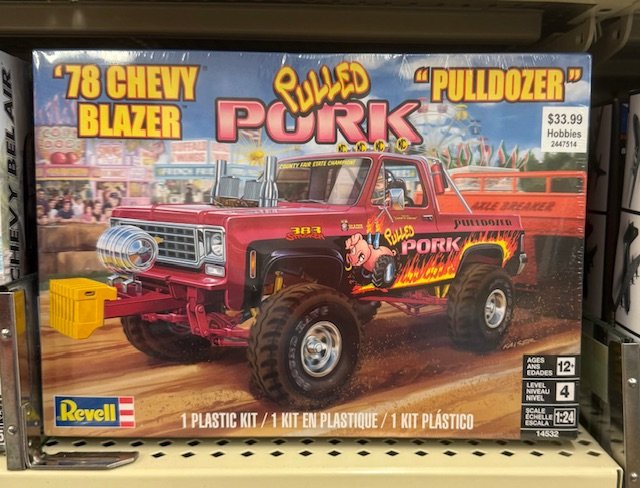 '78 CHEVY
BLAZER
PULLED
PORK
"PULLDOZER"
$33.99
Hobbies
2447514
CHEVY BEL AIR
COUNTY FAIR STATE CHAMPION
AXLE BREAKER
383
STROKER
PULLDOZER
PULLED
PORK
KAISER
Revell
1 PLASTIC KIT / 1 KIT EN PLASTIQUE / 1 KIT PLÁSTICO
AGES
ANS
EDADES
12+
LEVEL
NIVEAU
NIVEL
4
SCALE
ÉCHELLE
ESCALA
1:24
14532